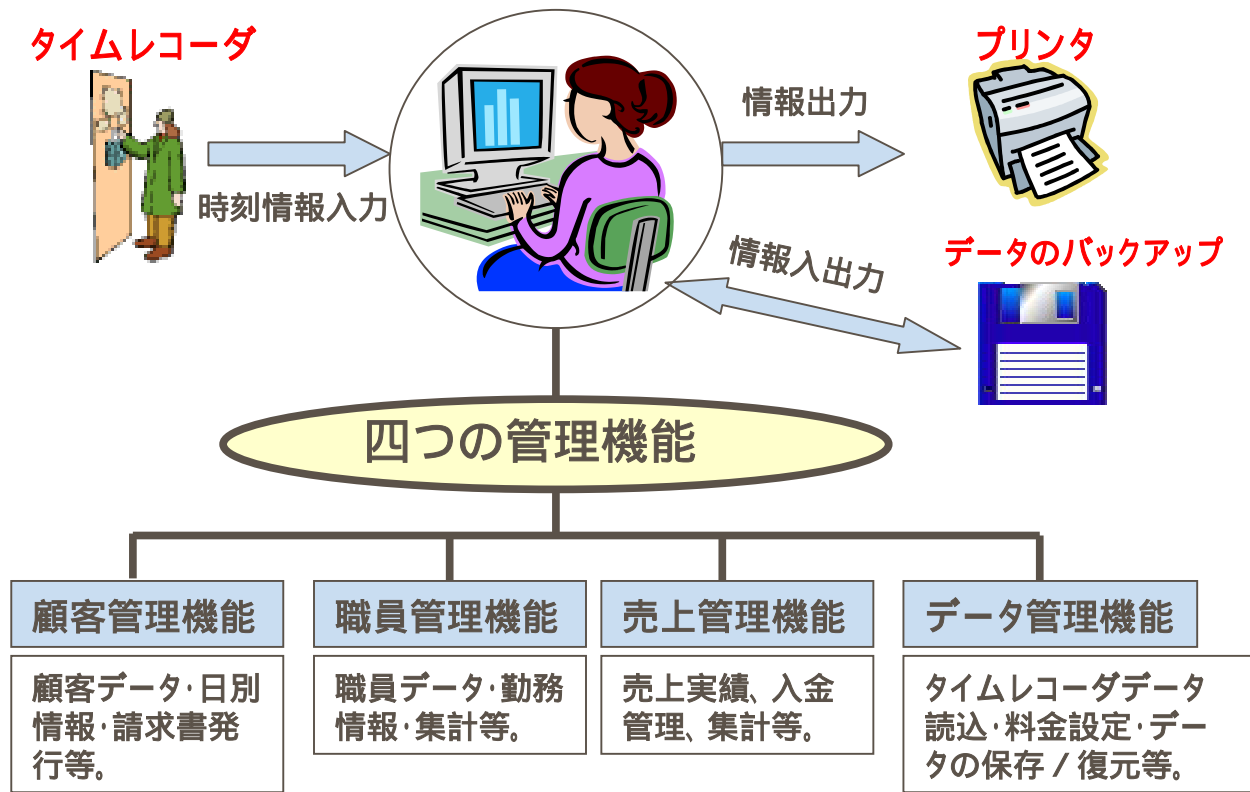 タイムレコーダ
プリンタ
情報出力
時刻情報入力
データのバックアップ
情報入出力
四つの管理機能
顧客管理機能
顧客データ・日別
情報・請求書発
行等。
職員管理機能
職員データ・勤務
情報・集計等。
売上管理機能
売上実績、入金
管理、集計等。
データ管理機能
タイムレコーダデータ
読込・料金設定・デー
タの保存 / 復元等。